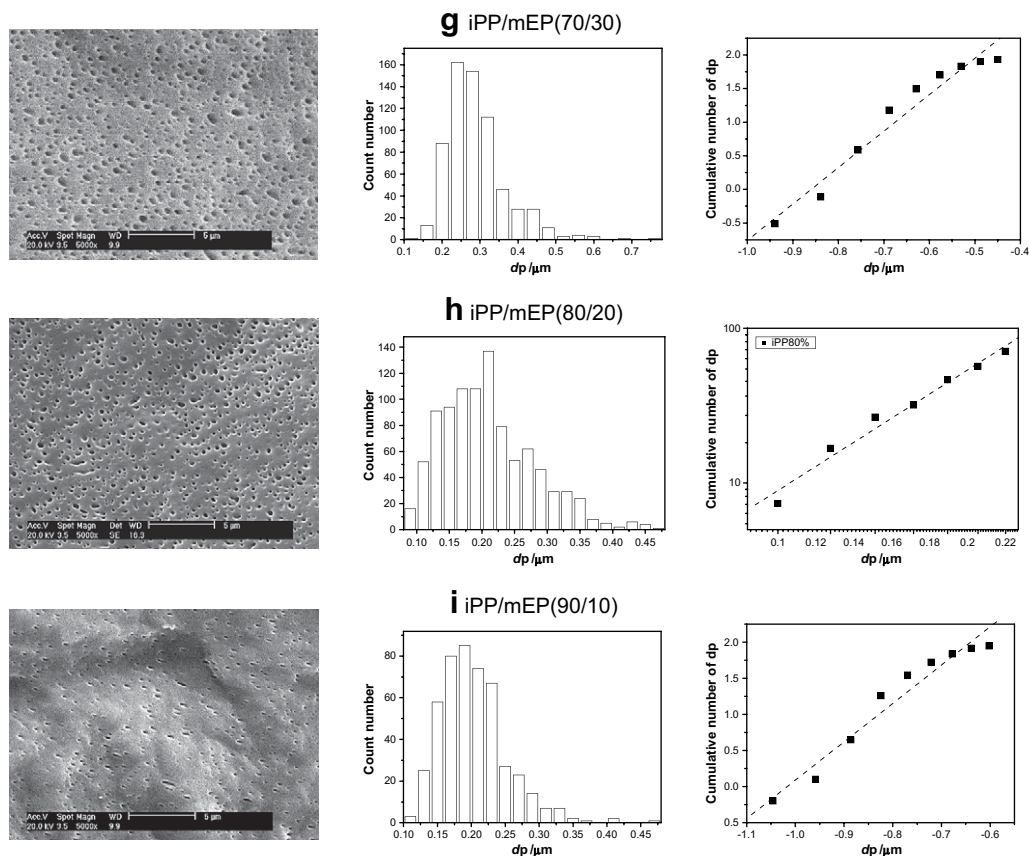 g iPP/mEP(70/30)
Acc.V Spot Magn WD 5 μm
20.0 kV 3.5 5000x 9.9
Count number
160
140
120
100
80
60
40
20
0
0.1 0.2 0.3 0.4 0.5 0.6 0.7
dp/μm
Cumulative number of dp
2.0
1.5
1.0
0.5
0.0
-0.5
-1.0 -0.9 -0.8 -0.7 -0.6 -0.5 -0.4
dp/μm
h iPP/mEP(80/20)
Acc.V Spot Magn Det WD 5 μm
20.0 kV 3.5 5000x SE 16.3
Count number
140
120
100
80
60
40
20
0
0.10 0.15 0.20 0.25 0.30 0.35 0.40 0.45
dp/μm
Cumulative number of dp
iPP80%
100
10
0.1 0.12 0.14 0.16 0.18 0.2 0.22
dp/μm
i iPP/mEP(90/10)
Acc.V Spot Magn WD 5 μm
20.0 kV 3.5 5000x 9.9
Count number
80
60
40
20
0
0.10 0.15 0.20 0.25 0.30 0.35 0.40 0.45
dp/μm
Cumulative number of dp
2.0
1.5
1.0
0.5
0.0
0.5
-1.1 -1.0 -0.9 -0.8 -0.7 -0.6
dp/μm